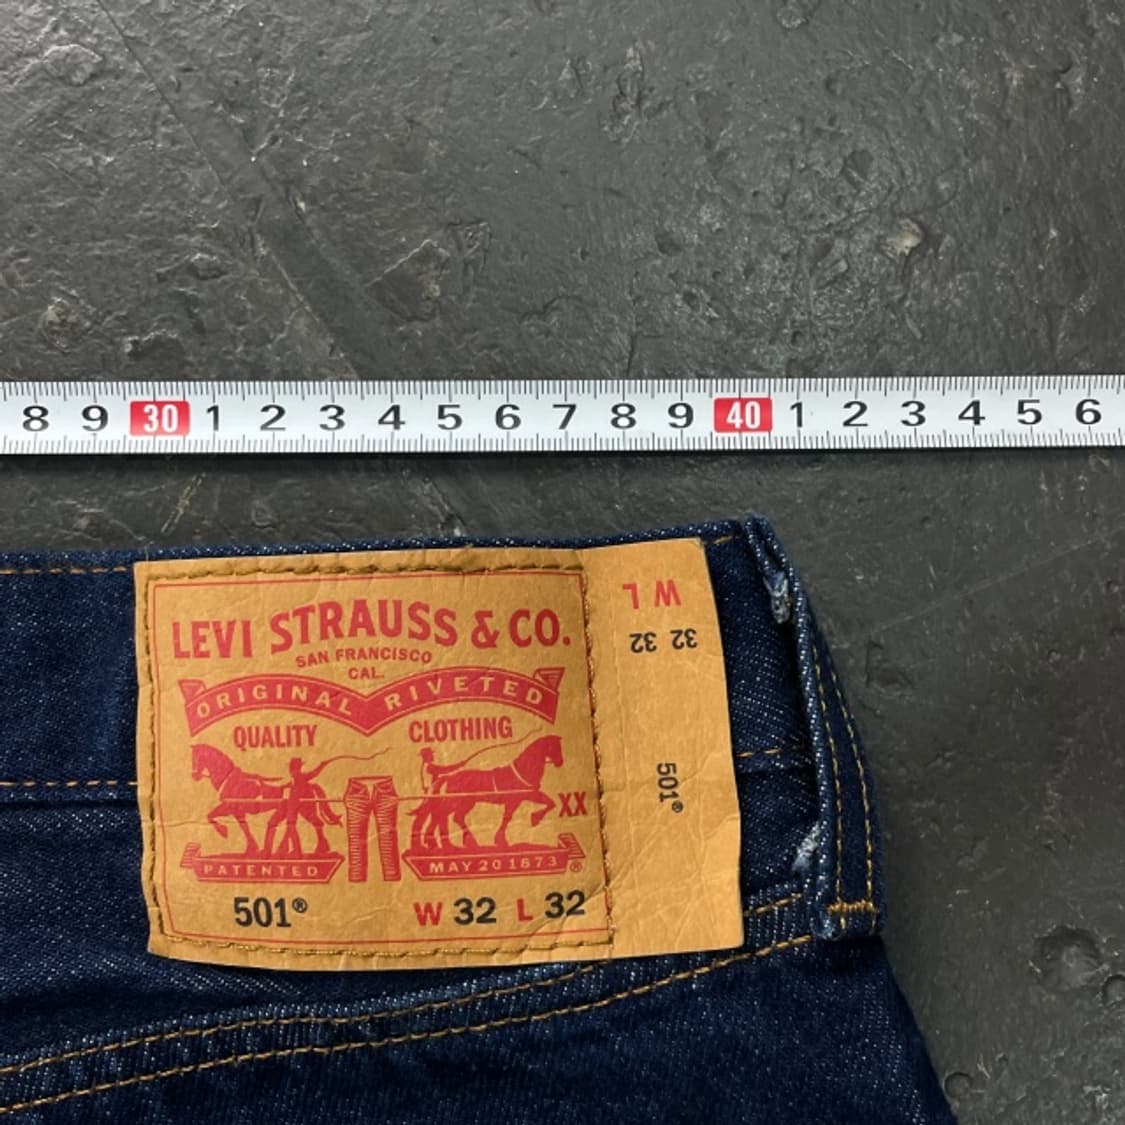 8 9 30 1 2 3 4 5 6 7 8 9 40 1 2 3 4 5 6
LEVI STRAUSS & CO.
SAN FRANCISCO
CAL.
ORIGINAL RIVETED
QUALITY CLOTHING
XX
PATENTED MAY 20 1873 ®
501® W 32 L 32
W L
32 32
501®